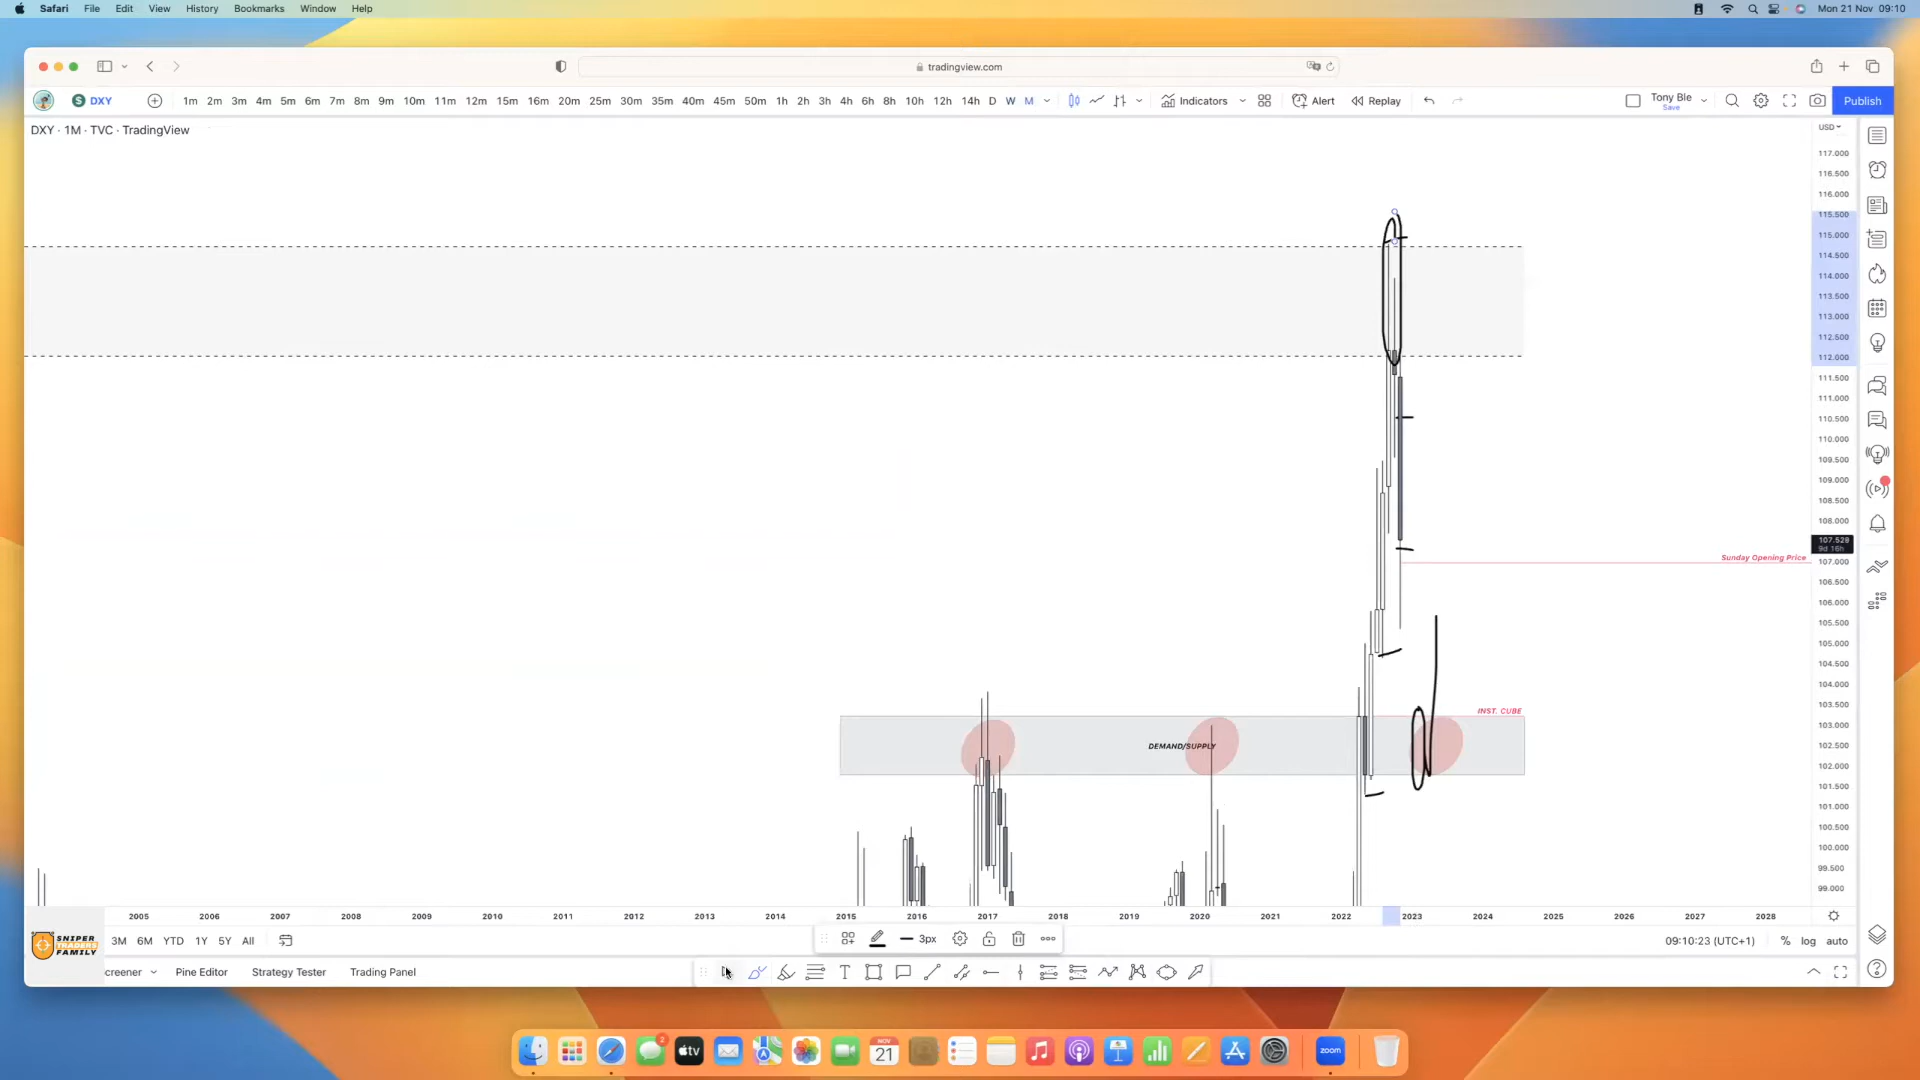 Safari File Edit View History Bookmarks Window Help Mon 21 Nov 09:10
tradingview.com
S DXY 1m 2m 3m 4m 5m 6m 7m 8m 9m 10m 11m 12m 15m 16m 20m 25m 30m 35m 40m 45m 50m 1h 2h 3h 4h 6h 8h 10h 12h 14h D W M Indicators Alert Replay Tony Ble Publish
Save
DXY · 1M · TVC · TradingView
USD
117.000
116.500
116.000
115.500
115.000
114.500
114.000
113.500
113.000
112.500
112.000
111.500
111.000
110.500
110.000
109.500
109.000
108.500
108.000
107.529
9d 16h
Sunday Opening Price
107.000
106.500
106.000
105.500
105.000
104.500
104.000
103.500
INST. CUBE
103.000
DEMAND/SUPPLY
102.500
102.000
101.500
101.000
100.500
100.000
99.500
99.000
2005 2006 2007 2008 2009 2010 2011 2012 2013 2014 2015 2016 2017 2018 2019 2020 2021 2022 2023 2024 2025 2026 2027 2028
SNIPER
TRADERS
FAMILY
3M 6M YTD 1Y 5Y All 3px 09:10:23 (UTC+1) % log auto
creener Pine Editor Strategy Tester Trading Panel
2
tv
NOV
21
zoom